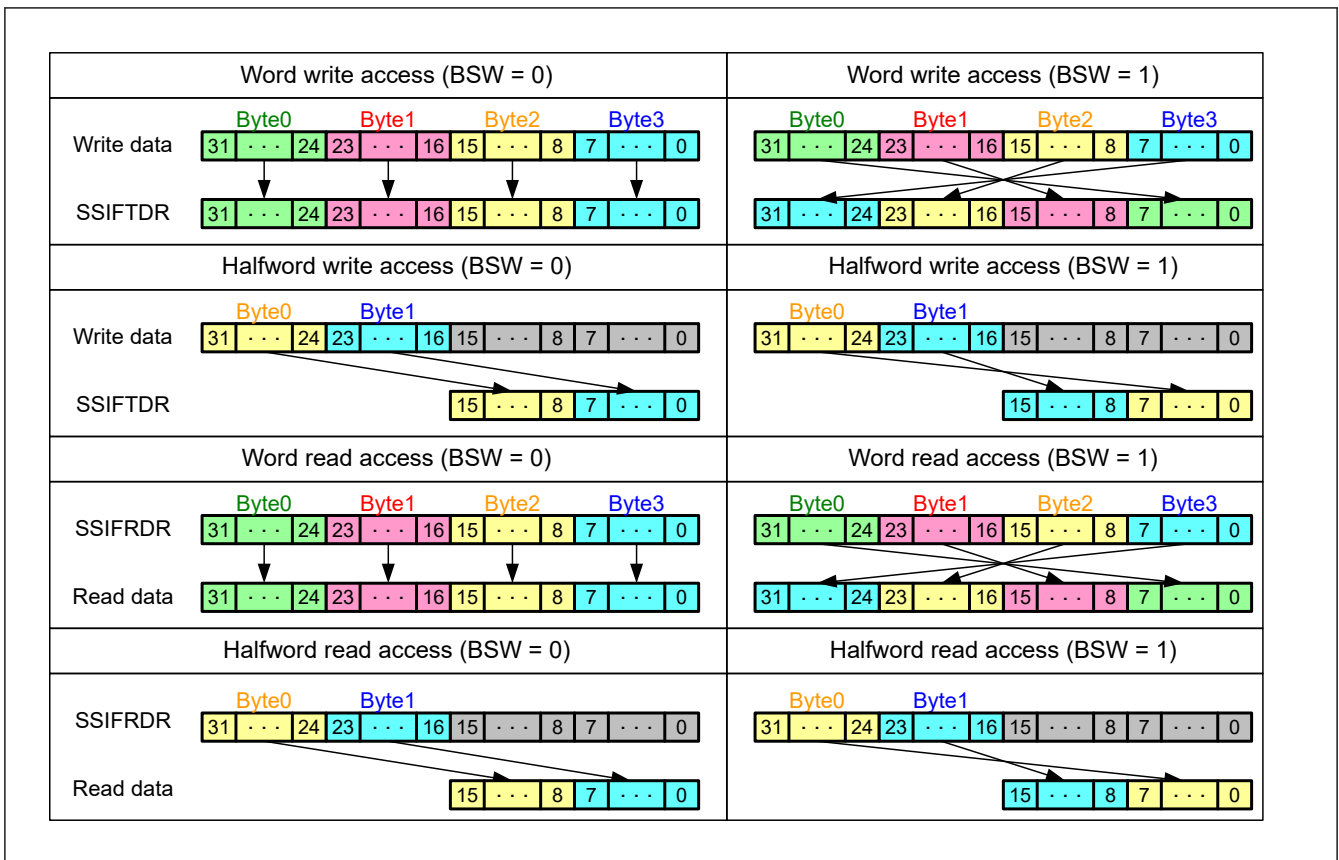 Word write access (BSW = 0) Word write access (BSW = 1)
Byte0 Byte1 Byte2 Byte3 Byte0 Byte1 Byte2 Byte3
Write data 31 · · · 24 23 · · · 16 15 · · · 8 7 · · · 0 31 · · · 24 23 · · · 16 15 · · · 8 7 · · · 0
SSIFTDR 31 · · · 24 23 · · · 16 15 · · · 8 7 · · · 0 31 · · · 24 23 · · · 16 15 · · · 8 7 · · · 0
Halfword write access (BSW = 0) Halfword write access (BSW = 1)
Byte0 Byte1 Byte0 Byte1
Write data 31 · · · 24 23 · · · 16 15 · · · 8 7 · · · 0 31 · · · 24 23 · · · 16 15 · · · 8 7 · · · 0
SSIFTDR 15 · · · 8 7 · · · 0 15 · · · 8 7 · · · 0
Word read access (BSW = 0) Word read access (BSW = 1)
Byte0 Byte1 Byte2 Byte3 Byte0 Byte1 Byte2 Byte3
SSIFRDR 31 · · · 24 23 · · · 16 15 · · · 8 7 · · · 0 31 · · · 24 23 · · · 16 15 · · · 8 7 · · · 0
Read data 31 · · · 24 23 · · · 16 15 · · · 8 7 · · · 0 31 · · · 24 23 · · · 16 15 · · · 8 7 · · · 0
Halfword read access (BSW = 0) Halfword read access (BSW = 1)
Byte0 Byte1 Byte0 Byte1
SSIFRDR 31 · · · 24 23 · · · 16 15 · · · 8 7 · · · 0 31 · · · 24 23 · · · 16 15 · · · 8 7 · · · 0
Read data 15 · · · 8 7 · · · 0 15 · · · 8 7 · · · 0